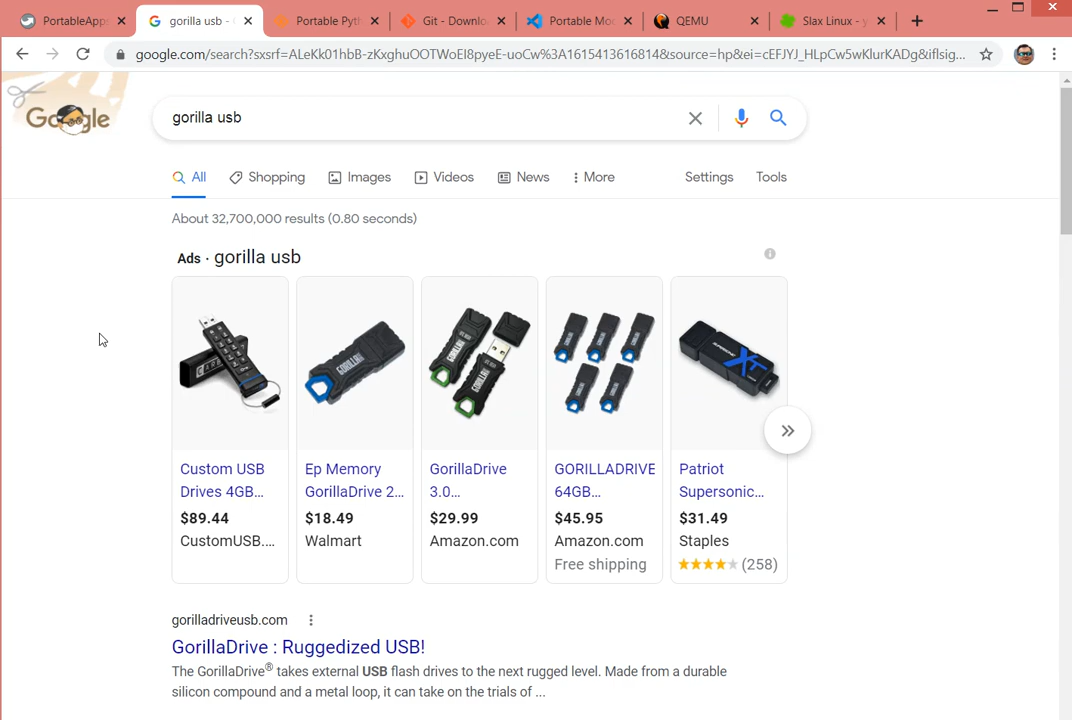 PortableApps
gorilla usb -
Portable Pyth
Git - Downlo
Portable Mod
QEMU
Slax Linux - y
google.com/search?sxsrf=ALeKk01hbB-zKxghuOOTWoEI8pyeE-uoCw%3A1615413616814&source=hp&ei=cEFJYJ_HLpCw5wKlurKADg&iflsig...
Google
gorilla usb
All
Shopping
Images
Videos
News
More
Settings
Tools
About 32,700,000 results (0.80 seconds)
Ads · gorilla usb
Custom USB
Drives 4GB...
$89.44
CustomUSB....
Ep Memory
GorillaDrive 2...
$18.49
Walmart
GorillaDrive
3.0...
$29.99
Amazon.com
GORILLADRIVE
64GB...
$45.95
Amazon.com
Free shipping
Patriot
Supersonic...
$31.49
Staples
(258)
gorilladriveusb.com
GorillaDrive : Ruggedized USB!
The GorillaDrive® takes external USB flash drives to the next rugged level. Made from a durable
silicon compound and a metal loop, it can take on the trials of ...